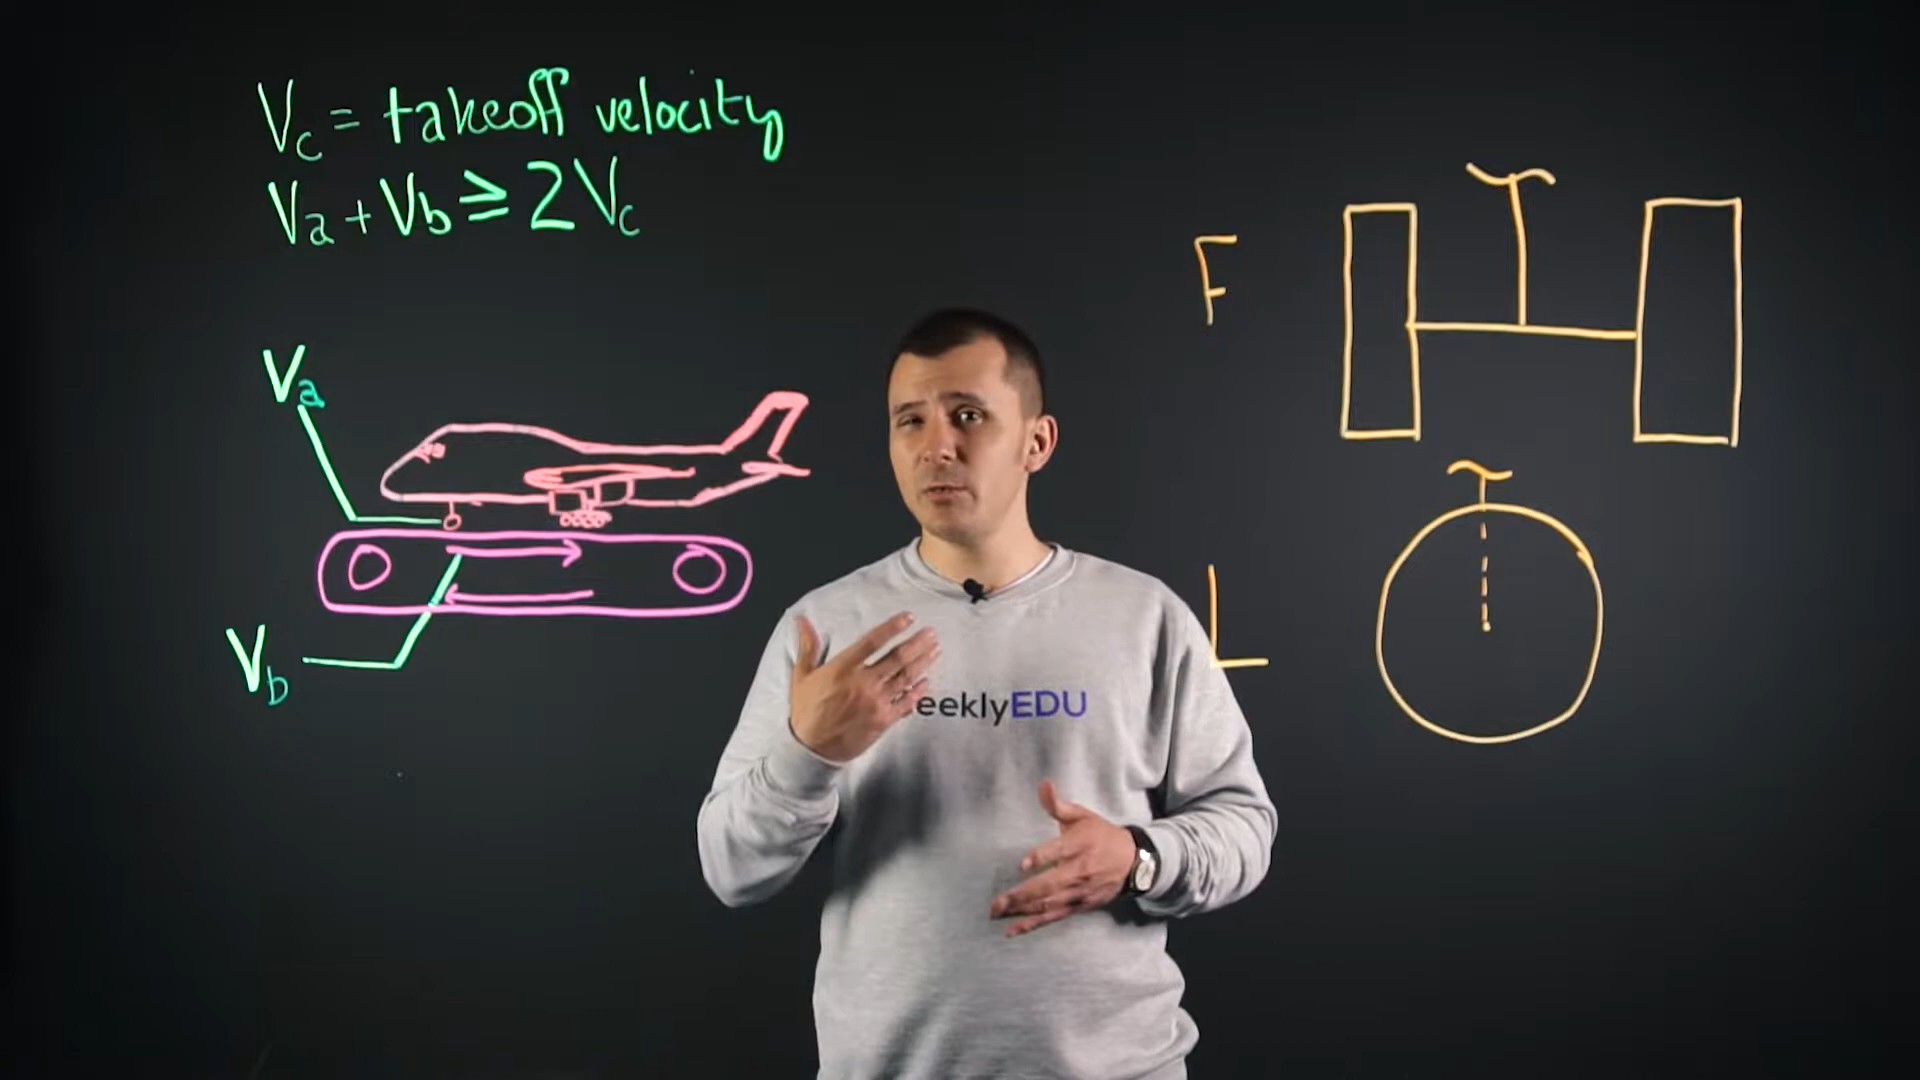 Vc = takeoff velocity
Va + Vb ≥ 2Vc
Va
Vb
F
L
eeklyEDU